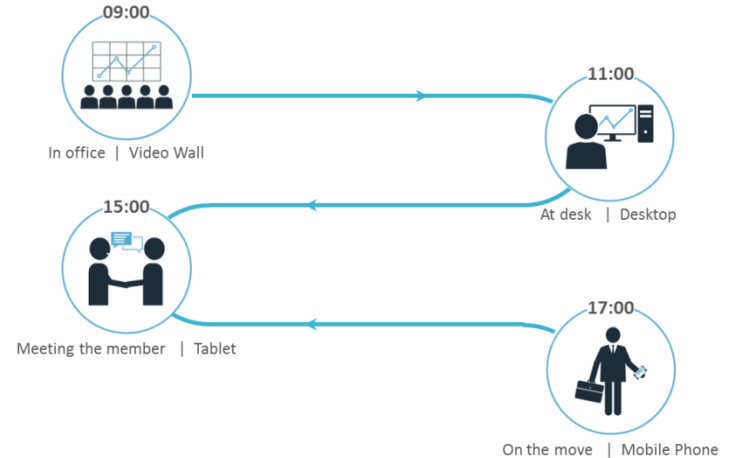 09:00
In office | Video Wall
11:00
At desk | Desktop
15:00
Meeting the member | Tablet
17:00
On the move | Mobile Phone